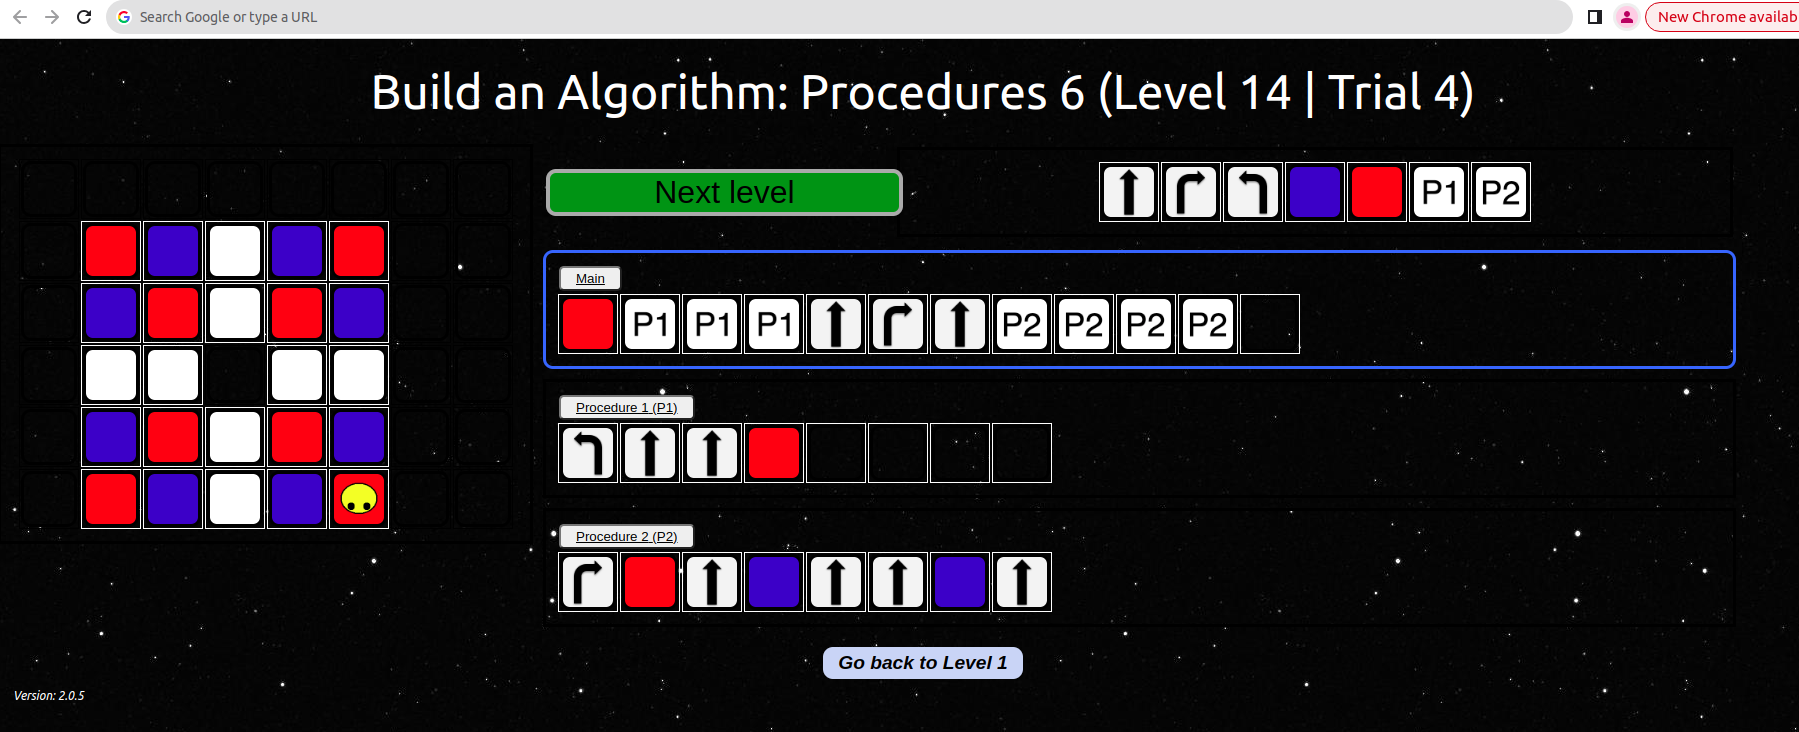 Search Google or type a URL
New Chrome availab
Build an Algorithm: Procedures 6 (Level 14 | Trial 4)
Next level
P1 P2
Main
P1 P1 P1 P2 P2 P2 P2
Procedure 1 (P1)
Procedure 2 (P2)
Go back to Level 1
Version: 2.0.5